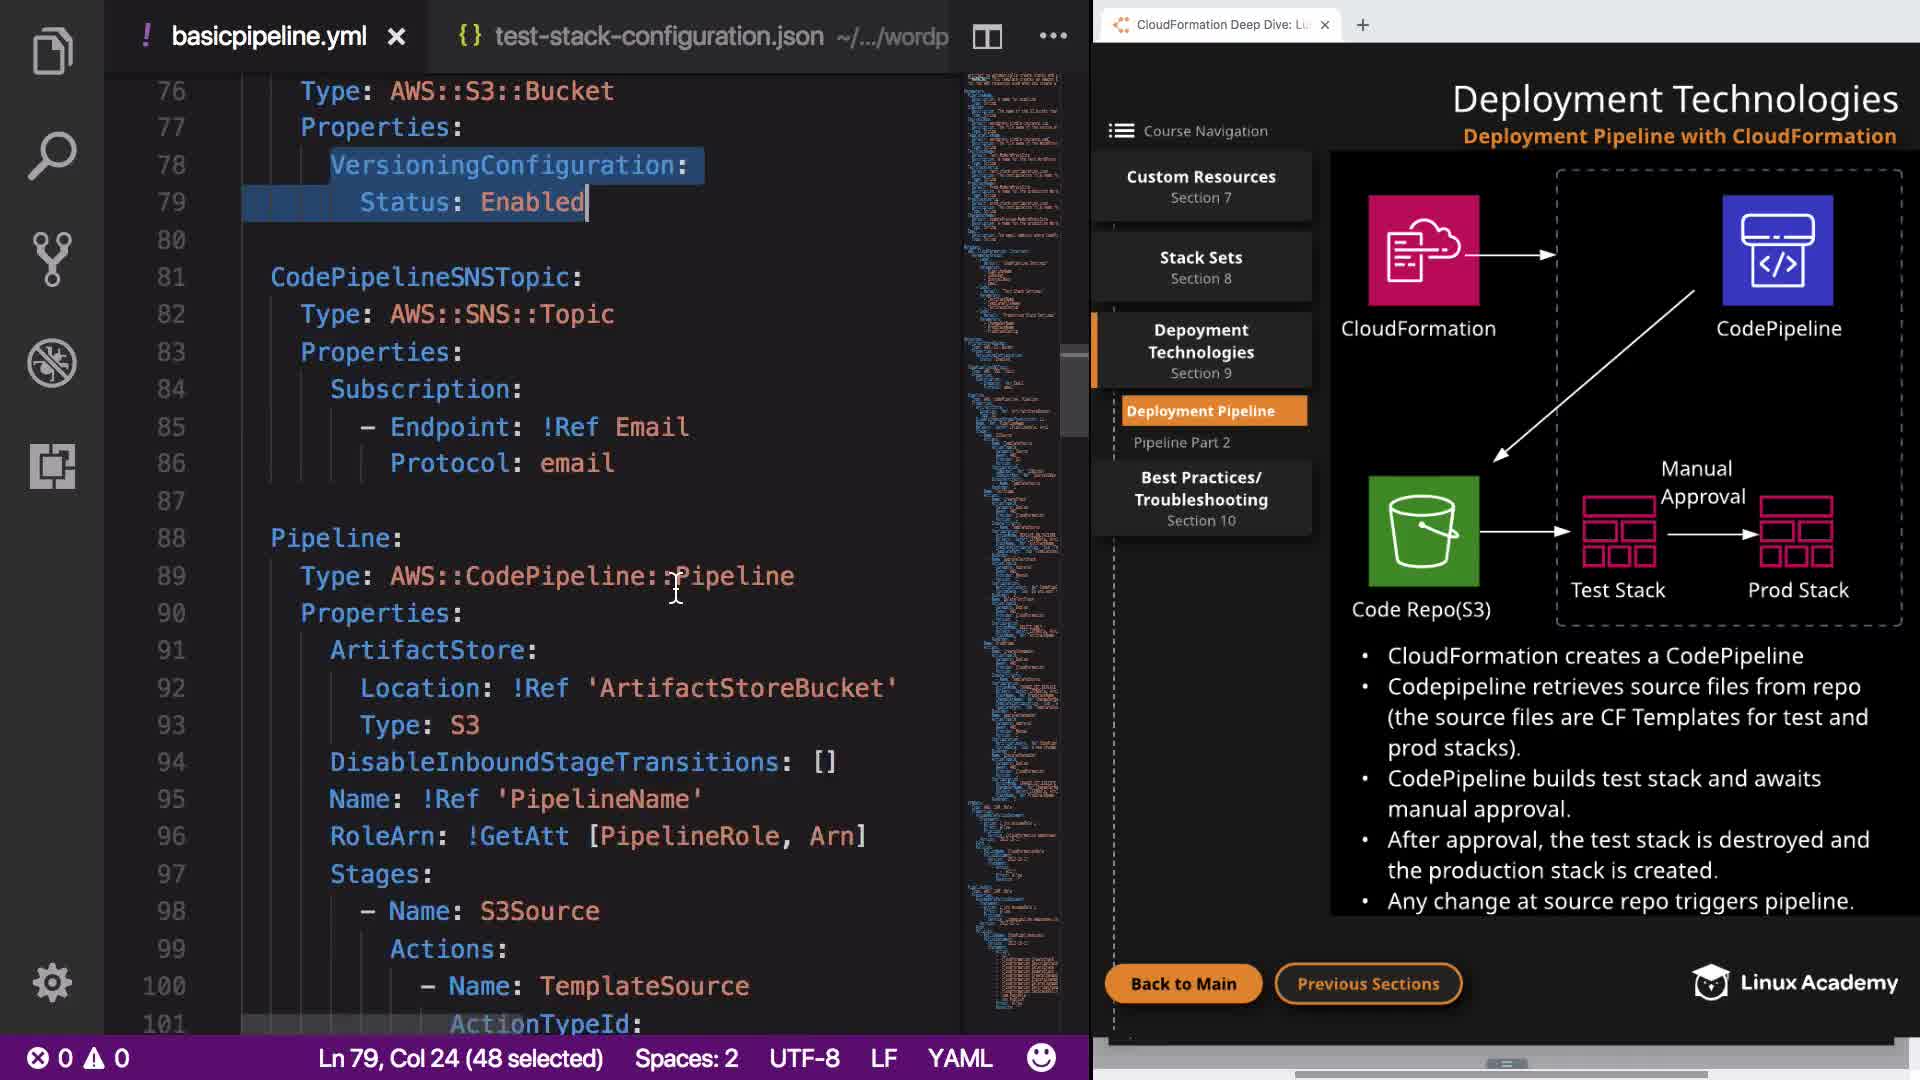 basicpipeline.yml
test-stack-configuration.json ~/.../wordp
76 Type: AWS::S3::Bucket
77 Properties:
78 VersioningConfiguration:
79 Status: Enabled
80
81 CodePipelineSNSTopic:
82 Type: AWS::SNS::Topic
83 Properties:
84 Subscription:
85 - Endpoint: !Ref Email
86 Protocol: email
87
88 Pipeline:
89 Type: AWS::CodePipeline::Pipeline
90 Properties:
91 ArtifactStore:
92 Location: !Ref 'ArtifactStoreBucket'
93 Type: S3
94 DisableInboundStageTransitions: []
95 Name: !Ref 'PipelineName'
96 RoleArn: !GetAtt [PipelineRole, Arn]
97 Stages:
98 - Name: S3Source
99 Actions:
100 - Name: TemplateSource
101 ActionTypeId:
0 0 Ln 79, Col 24 (48 selected) Spaces: 2 UTF-8 LF YAML
CloudFormation Deep Dive: Lu
Deployment Technologies
Deployment Pipeline with CloudFormation
Course Navigation
Custom Resources
Section 7
Stack Sets
Section 8
Depoyment
Technologies
Section 9
Deployment Pipeline
Pipeline Part 2
Best Practices/
Troubleshooting
Section 10
CloudFormation
CodePipeline
Manual
Approval
Code Repo(S3)
Test Stack
Prod Stack
• CloudFormation creates a CodePipeline
• Codepipeline retrieves source files from repo
(the source files are CF Templates for test and
prod stacks).
• CodePipeline builds test stack and awaits
manual approval.
• After approval, the test stack is destroyed and
the production stack is created.
• Any change at source repo triggers pipeline.
Back to Main
Previous Sections
Linux Academy